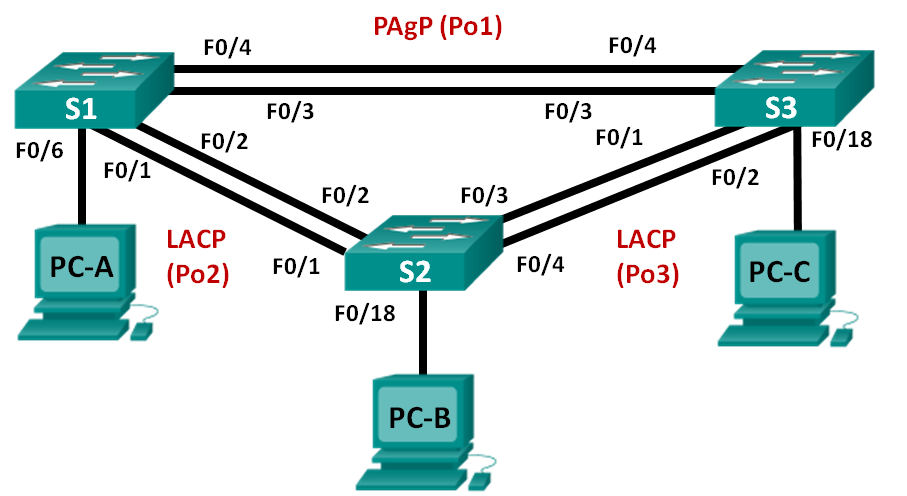 PAgP (Po1)
F0/4
F0/4
S1
S3
F0/3
F0/3
F0/6
F0/2
F0/1
F0/18
F0/1
F0/2
F0/2
F0/3
PC-A
LACP
(Po2)
F0/1
S2
F0/4
LACP
(Po3)
PC-C
F0/18
PC-B